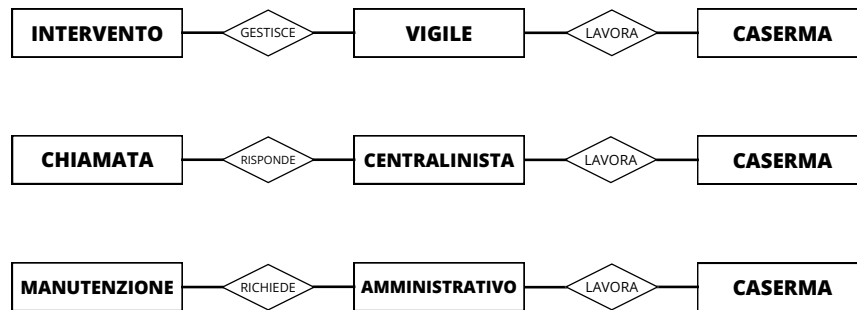 INTERVENTO GESTISCE VIGILE LAVORA CASERMA
CHIAMATA RISPONDE CENTRALINISTA LAVORA CASERMA
MANUTENZIONE RICHIEDE AMMINISTRATIVO LAVORA CASERMA